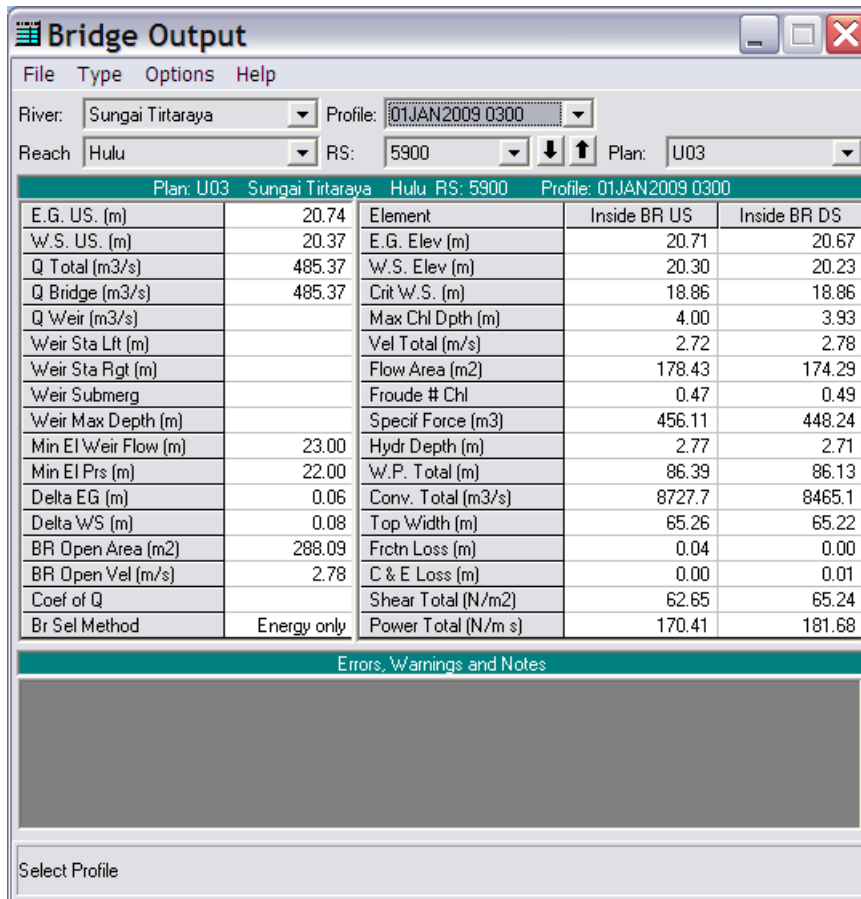 Bridge Output
File Type Options Help
River: Sungai Tirtaraya Profile: 01JAN2009 0300
Reach Hulu RS: 5900 Plan: U03
Plan: U03 Sungai Tirtaraya Hulu RS: 5900 Profile: 01JAN2009 0300
E.G. US. (m) 20.74 Element Inside BR US Inside BR DS
W.S. US. (m) 20.37 E.G. Elev (m) 20.71 20.67
Q Total (m3/s) 485.37 W.S. Elev (m) 20.30 20.23
Q Bridge (m3/s) 485.37 Crit W.S. (m) 18.86 18.86
Q Weir (m3/s) Max Chl Dpth (m) 4.00 3.93
Weir Sta Lft (m) Vel Total (m/s) 2.72 2.78
Weir Sta Rgt (m) Flow Area (m2) 178.43 174.29
Weir Submerg Froude # Chl 0.47 0.49
Weir Max Depth (m) Specif Force (m3) 456.11 448.24
Min El Weir Flow (m) 23.00 Hydr Depth (m) 2.77 2.71
Min El Prs (m) 22.00 W.P. Total (m) 86.39 86.13
Delta EG (m) 0.06 Conv. Total (m3/s) 8727.7 8465.1
Delta WS (m) 0.08 Top Width (m) 65.26 65.22
BR Open Area (m2) 288.09 Frctn Loss (m) 0.04 0.00
BR Open Vel (m/s) 2.78 C & E Loss (m) 0.00 0.01
Coef of Q Shear Total (N/m2) 62.65 65.24
Br Sel Method Energy only Power Total (N/m s) 170.41 181.68
Errors, Warnings and Notes
Select Profile